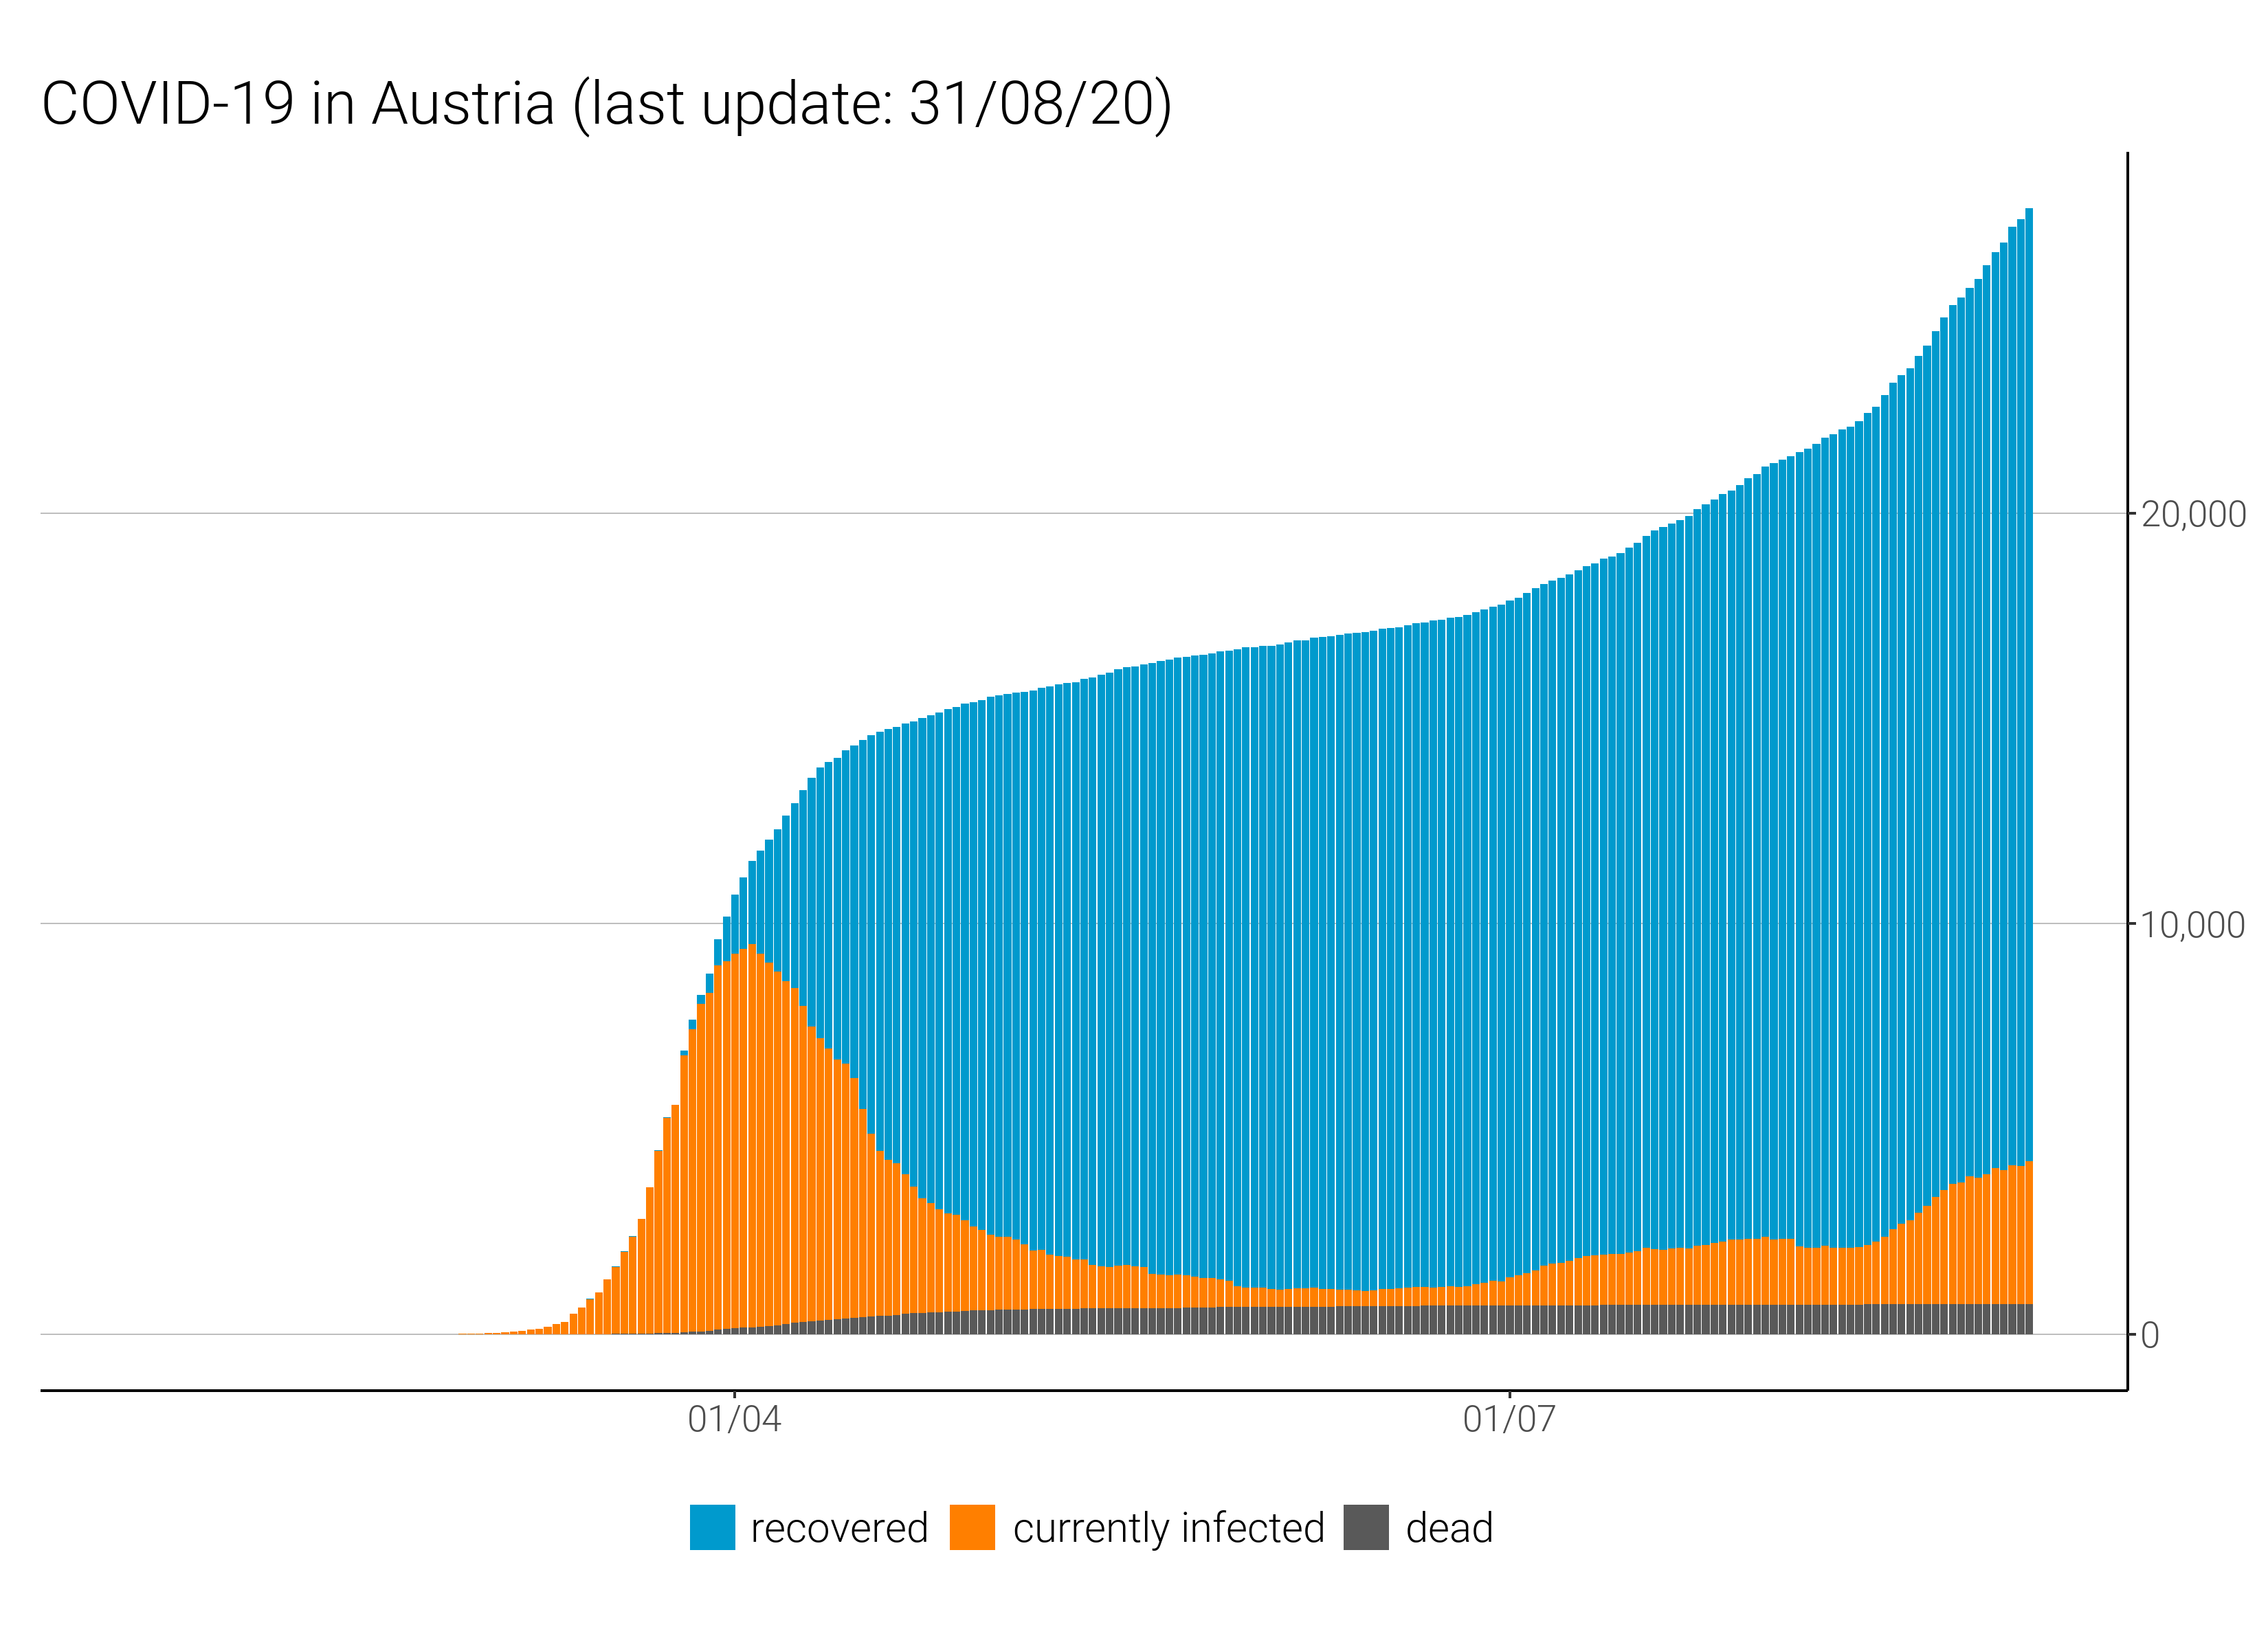 COVID-19 in Austria (last update: 31/08/20)
20,000
10,000
0
01/04 01/07
recovered currently infected dead